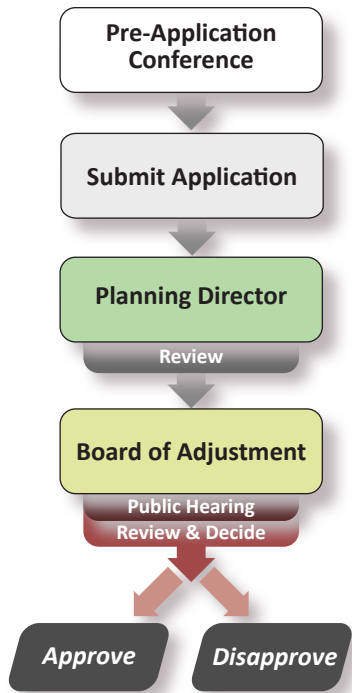 Pre-Application
Conference
Submit Application
Planning Director
Review
Board of Adjustment
Public Hearing
Review & Decide
Approve
Disapprove